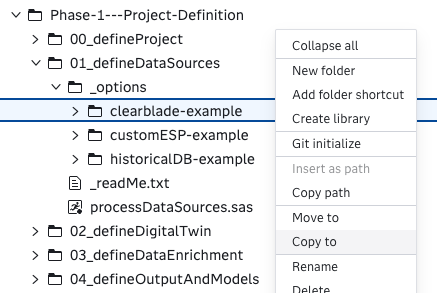 Phase-1---Project-Definition
00_defineProject
01_defineDataSources
_options
clearblade-example
customESP-example
historicalDB-example
_readMe.txt
processDataSources.sas
02_defineDigitalTwin
03_defineDataEnrichment
04_defineOutputAndModels
Collapse all
New folder
Add folder shortcut
Create library
Git initialize
Insert as path
Copy path
Move to
Copy to
Rename
Delete